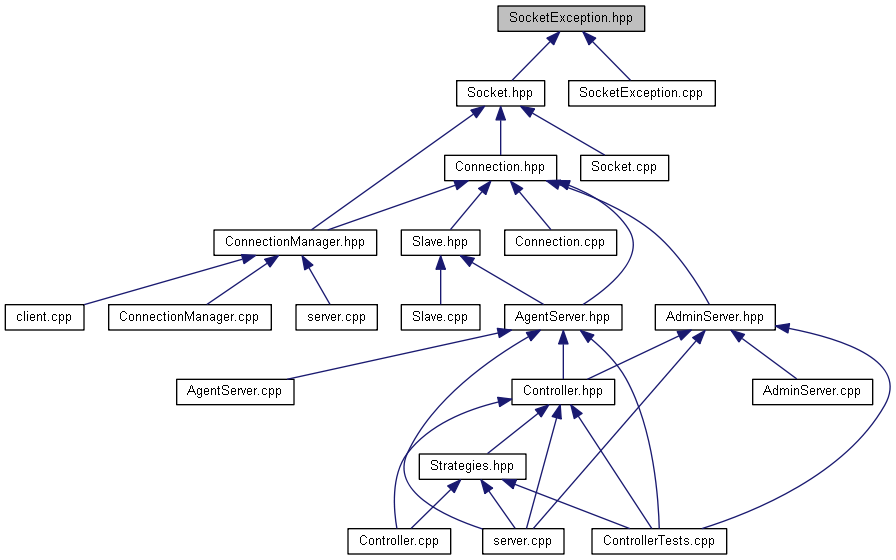 SocketException.hpp
Socket.hpp
SocketException.cpp
Connection.hpp
Socket.cpp
ConnectionManager.hpp
Slave.hpp
Connection.cpp
client.cpp
ConnectionManager.cpp
server.cpp
Slave.cpp
AgentServer.hpp
AdminServer.hpp
AgentServer.cpp
Controller.hpp
AdminServer.cpp
Strategies.hpp
Controller.cpp
server.cpp
ControllerTests.cpp